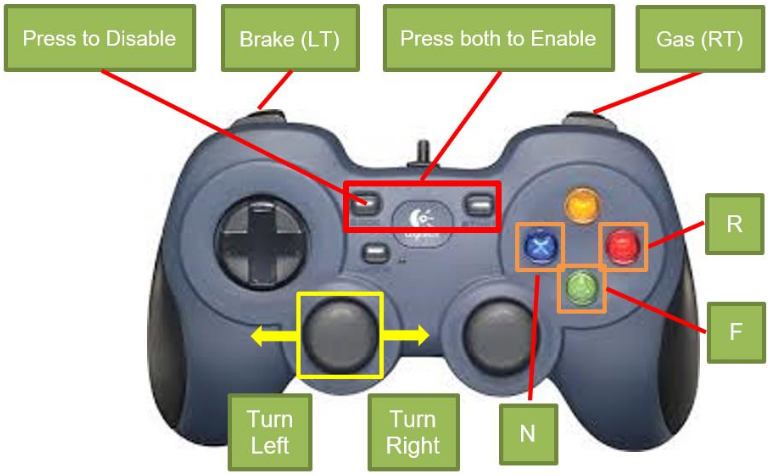 Press to Disable
Brake (LT)
Press both to Enable
Gas (RT)
X
R
F
Turn
Left
Turn
Right
N